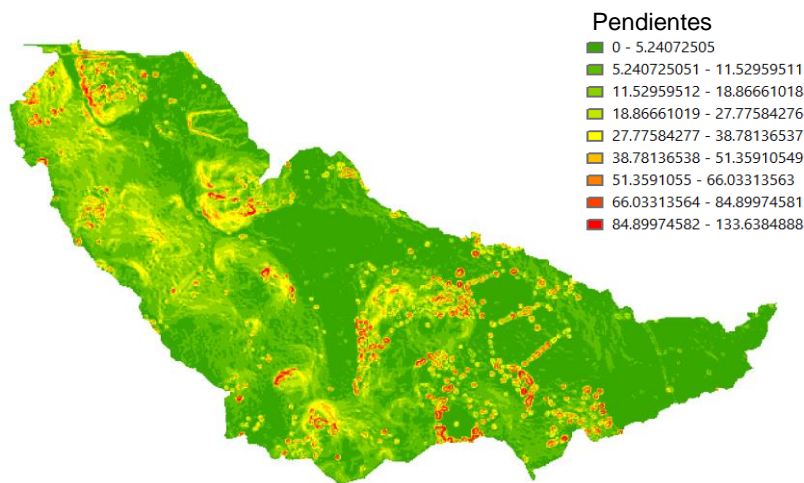 Pendientes
0 - 5.24072505
5.240725051 - 11.52959511
11.52959512 - 18.86661018
18.86661019 - 27.77584276
27.77584277 - 38.78136537
38.78136538 - 51.35910549
51.3591055 - 66.03313563
66.03313564 - 84.89974581
84.89974582 - 133.6384888